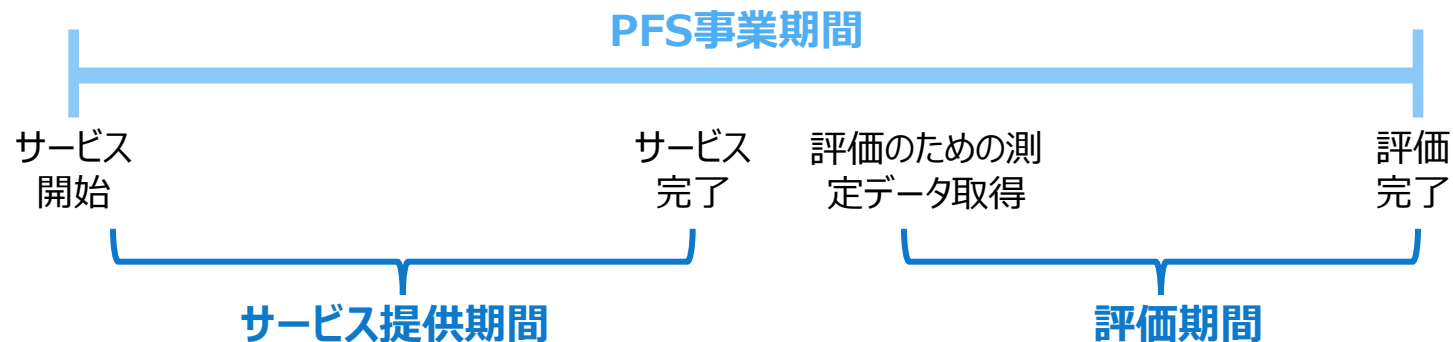 PFS事業期間
サービス
開始
サービス
完了
評価のための測
定データ取得
評価
完了
サービス提供期間
評価期間